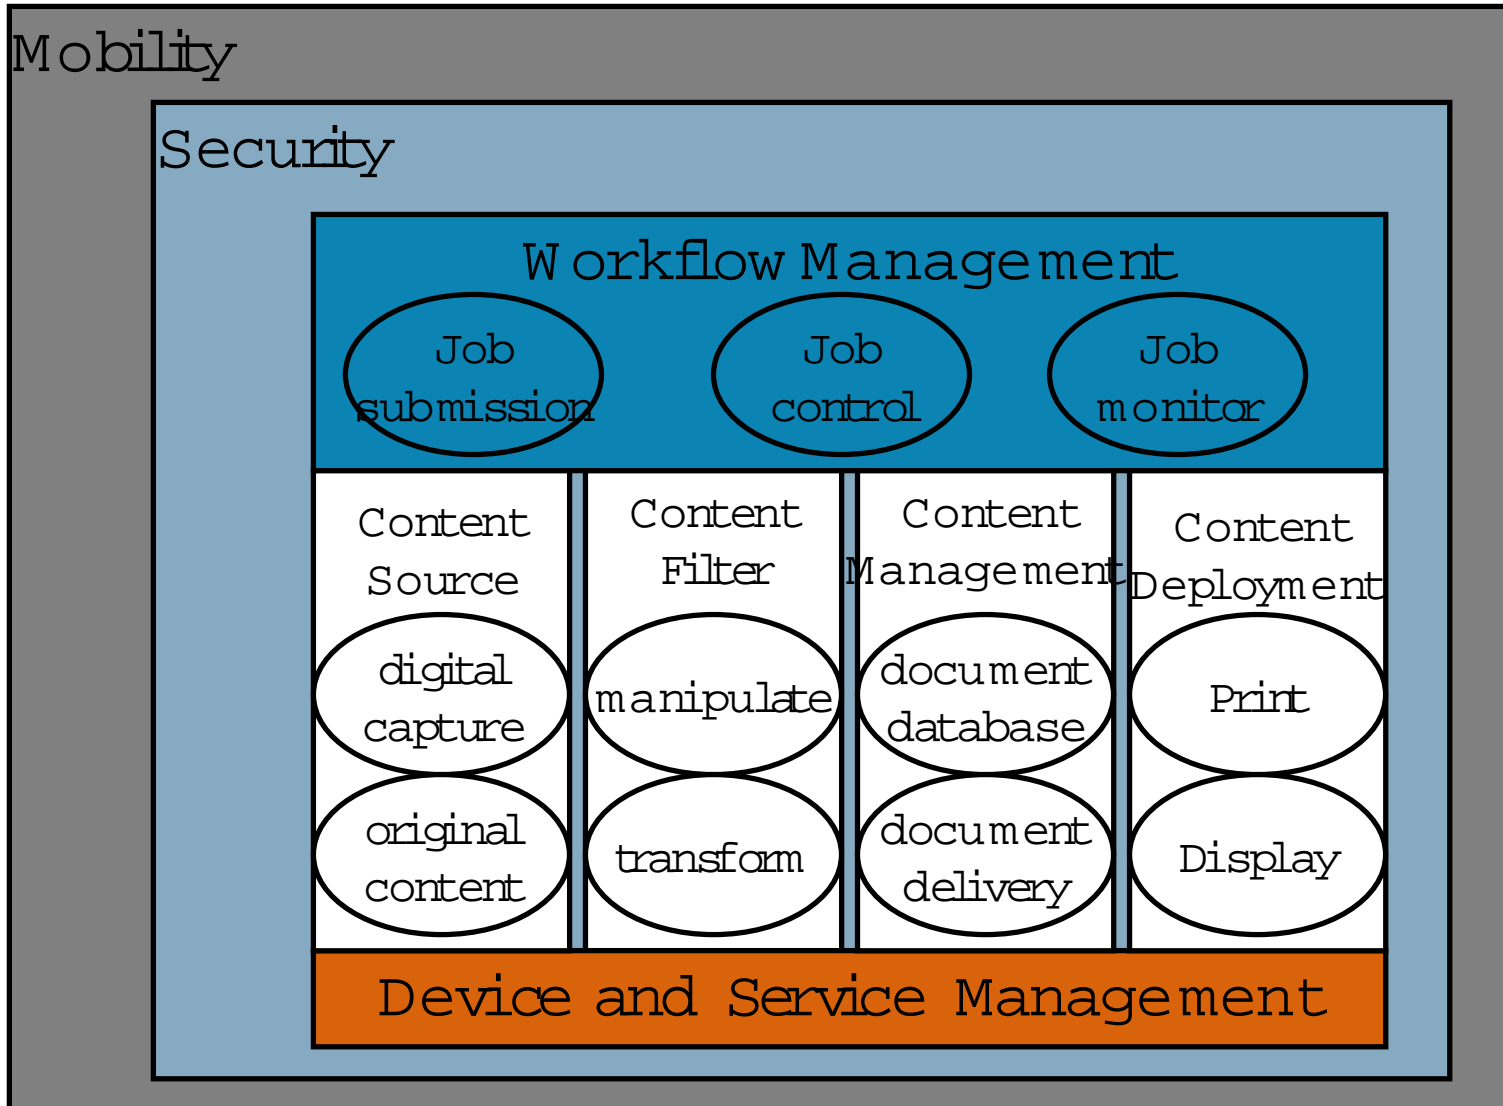 Mobility
Security
Workflow Management
Job
submission
Job
control
Job
monitor
Content
Source
digital
capture
original
content
Content
Filter
manipulate
transform
Content
Management
document
database
document
delivery
Content
Deployment
Print
Display
Device and Service Management